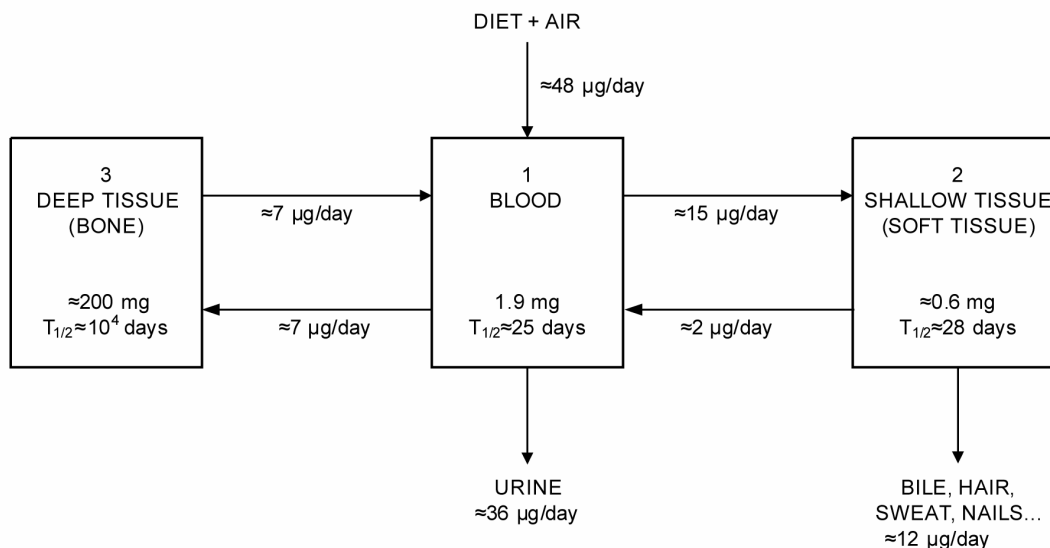 DIET + AIR
≈48 µg/day
3
DEEP TISSUE
(BONE)
≈200 mg
T1/2≈10⁴ days
≈7 µg/day
≈7 µg/day
1
BLOOD
1.9 mg
T1/2≈25 days
≈15 µg/day
≈2 µg/day
2
SHALLOW TISSUE
(SOFT TISSUE)
≈0.6 mg
T1/2≈28 days
URINE
≈36 µg/day
BILE, HAIR,
SWEAT, NAILS...
≈12 µg/day